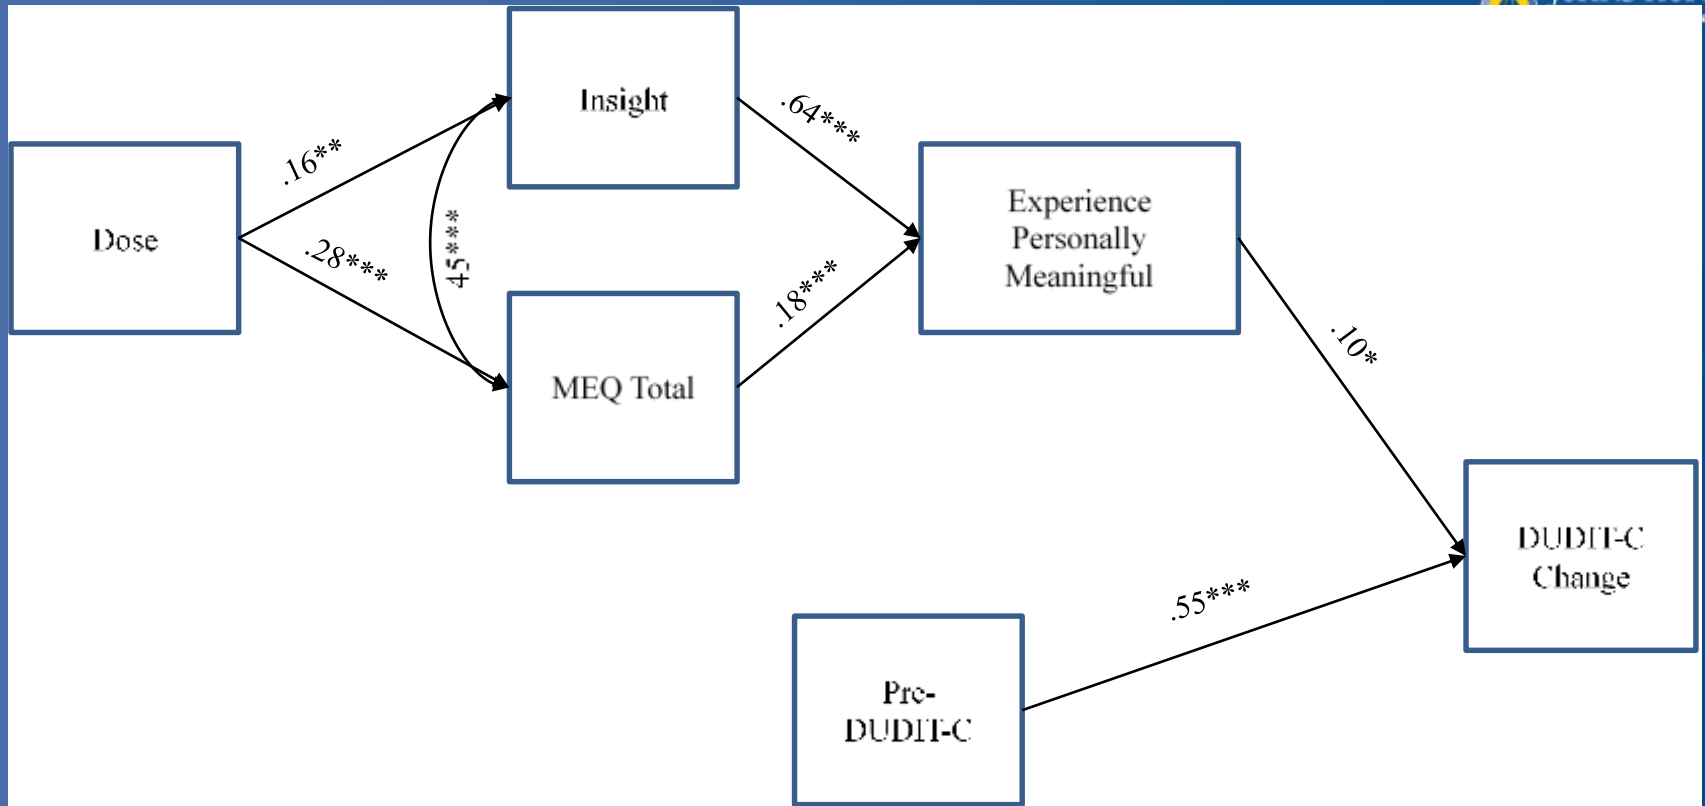 Insight
.64***
.16**
Dose
Experience
Personally
Meaningful
.28***
.45***
.18***
MEQ Total
.10*
DUDIT-C
Change
.55***
Pre-
DUDIT-C